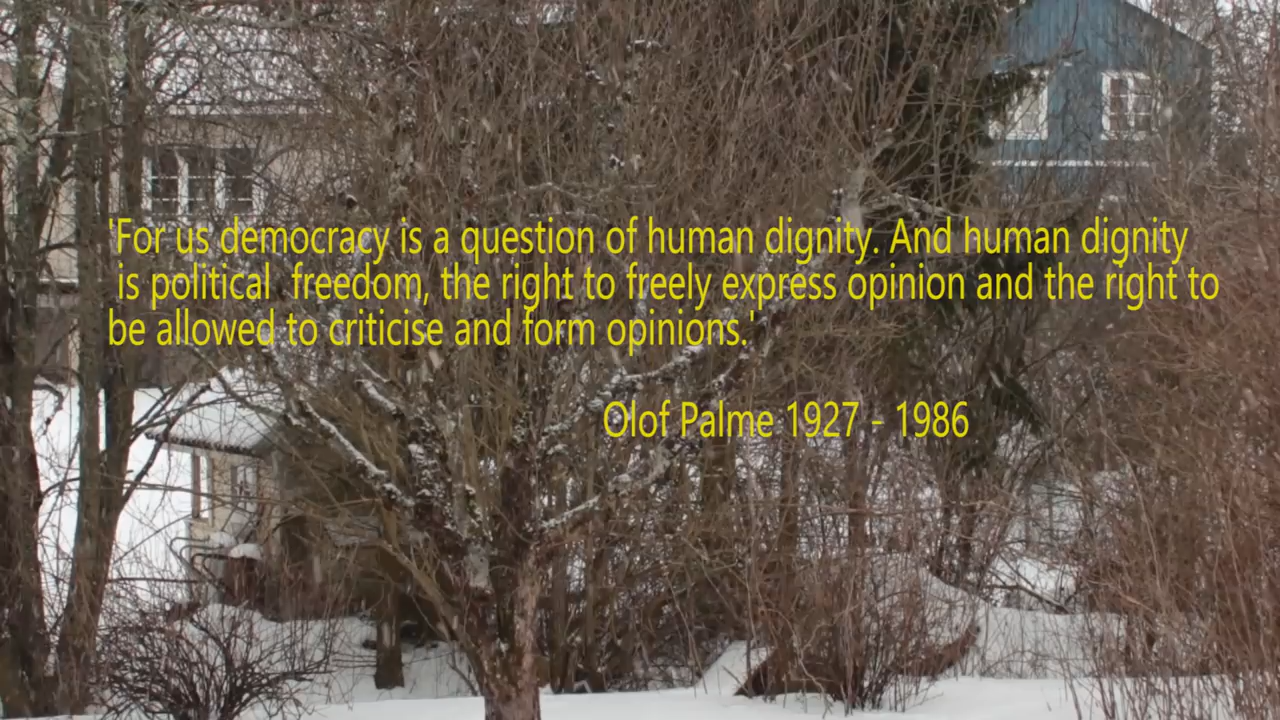 'For us democracy is a question of human dignity. And human dignity
is political  freedom, the right to freely express opinion and the right to
be allowed to criticise and form opinions.'
Olof Palme 1927 - 1986